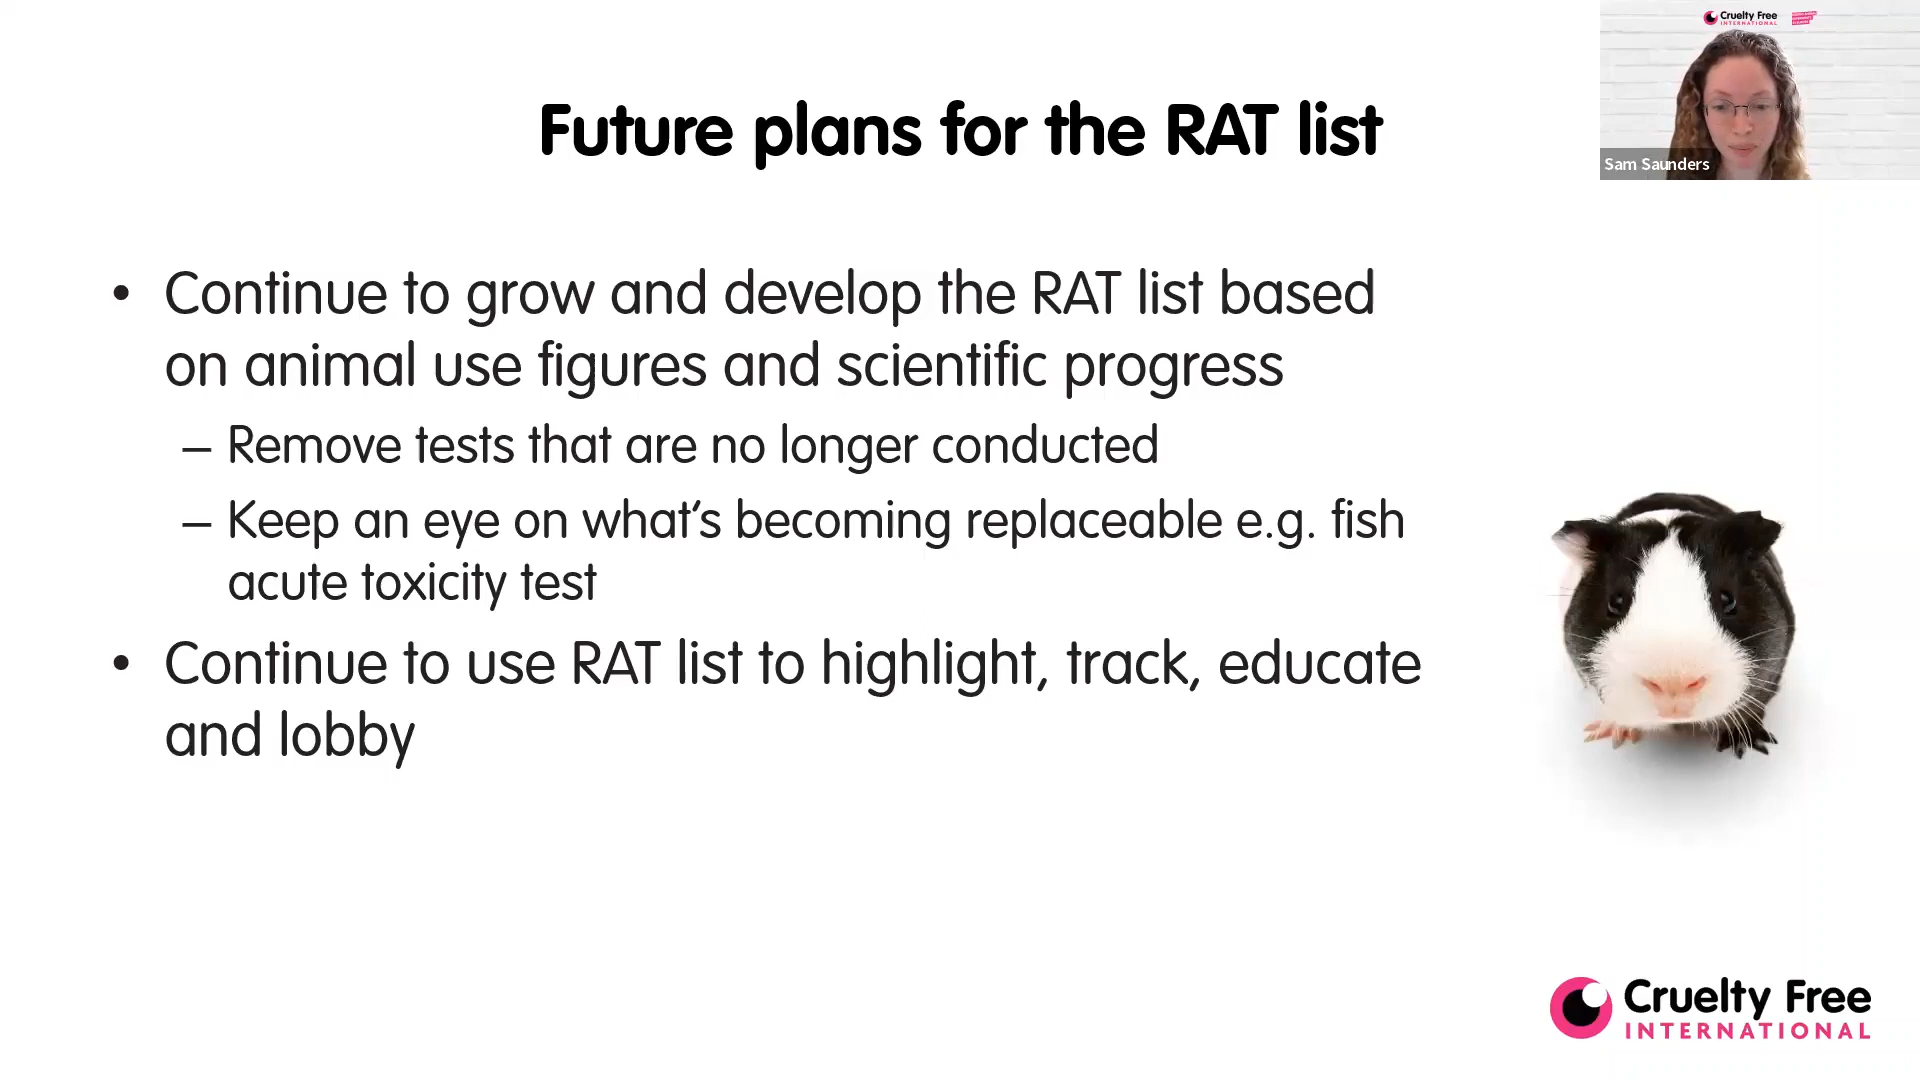 Cruelty Free
INTERNATIONAL
Sam Saunders
Future plans for the RAT list
• Continue to grow and develop the RAT list based
on animal use figures and scientific progress
– Remove tests that are no longer conducted
– Keep an eye on what's becoming replaceable e.g. fish
acute toxicity test
• Continue to use RAT list to highlight, track, educate
and lobby
Cruelty Free
INTERNATIONAL